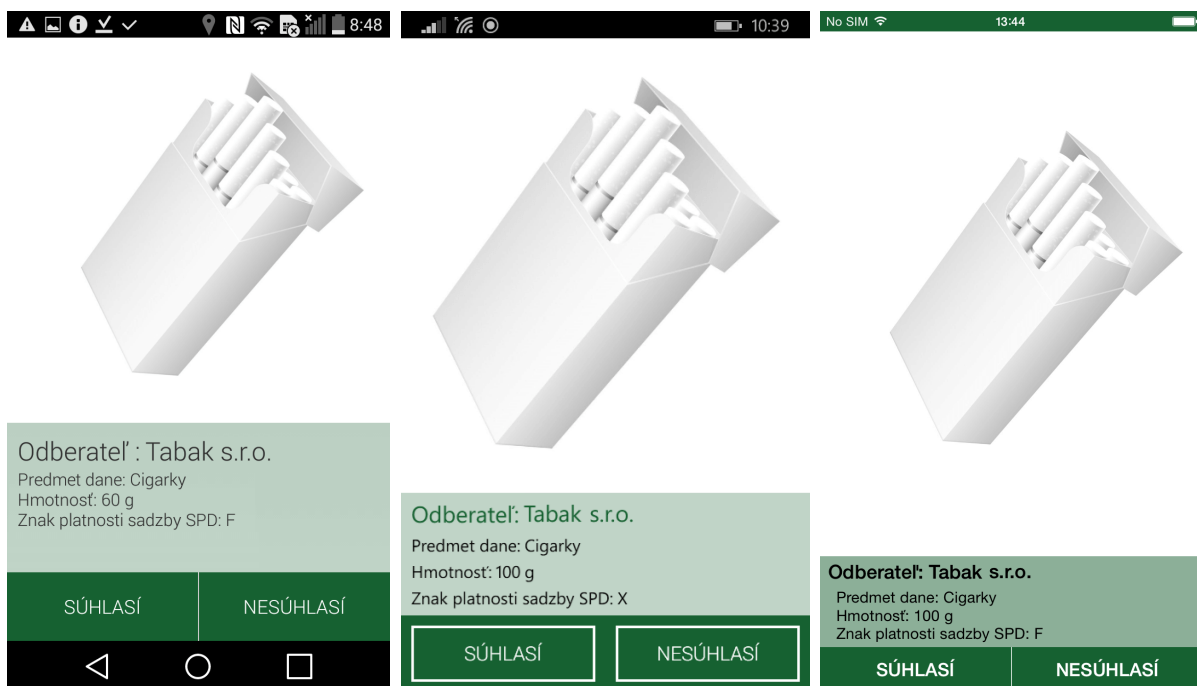 8:48
Odberateľ : Tabak s.r.o.
Predmet dane: Cigarky
Hmotnosť: 60 g
Znak platnosti sadzby SPD: F
SÚHLASÍ
NESÚHLASÍ
10:39
Odberateľ: Tabak s.r.o.
Predmet dane: Cigarky
Hmotnosť: 100 g
Znak platnosti sadzby SPD: X
SÚHLASÍ
NESÚHLASÍ
No SIM
13:44
Odberateľ: Tabak s.r.o.
Predmet dane: Cigarky
Hmotnosť: 100 g
Znak platnosti sadzby SPD: F
SÚHLASÍ
NESÚHLASÍ